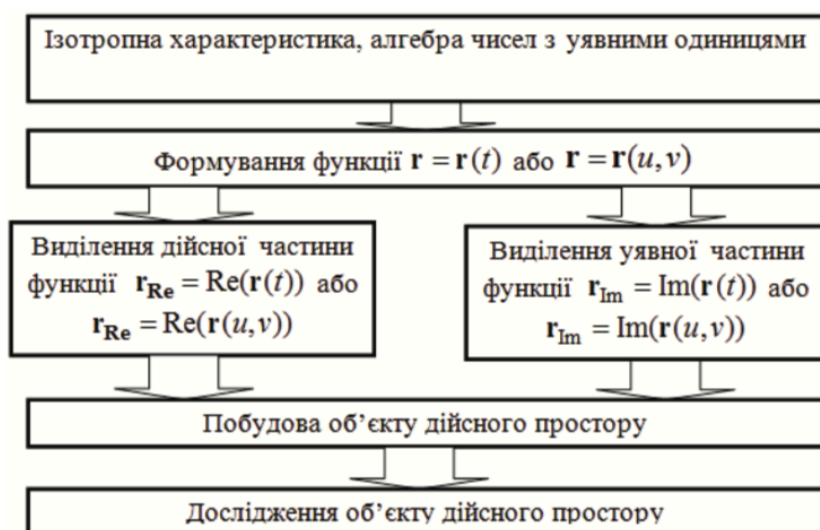 Ізотропна характеристика, алгебра чисел з уявними одиницями
Формування функції r = r(t) або r = r(u,v)
Виділення дійсної частини
функції r_Re = Re(r(t)) або
r_Re = Re(r(u,v))
Виділення уявної частини
функції r_Im = Im(r(t)) або
r_Im = Im(r(u,v))
Побудова об’єкту дійсного простору
Дослідження об’єкту дійсного простору